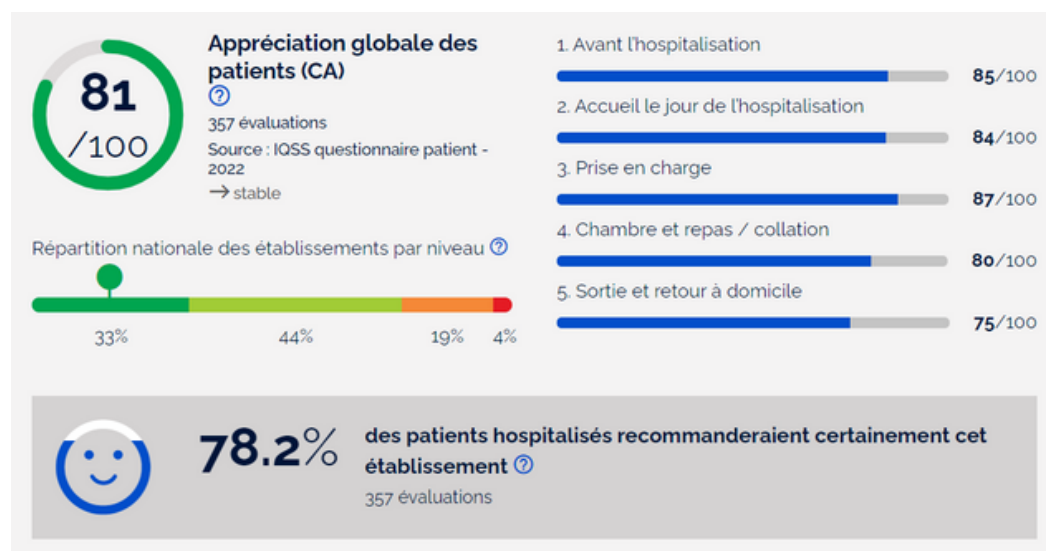 81
/100
Appréciation globale des
patients (CA)
?
357 évaluations
Source : IQSS questionnaire patient -
2022
→ stable
Répartition nationale des établissements par niveau ?
33% 44% 19% 4%
1. Avant l'hospitalisation
85/100
2. Accueil le jour de l'hospitalisation
84/100
3. Prise en charge
87/100
4. Chambre et repas / collation
80/100
5. Sortie et retour à domicile
75/100
78.2%
des patients hospitalisés recommanderaient certainement cet
établissement ?
357 évaluations